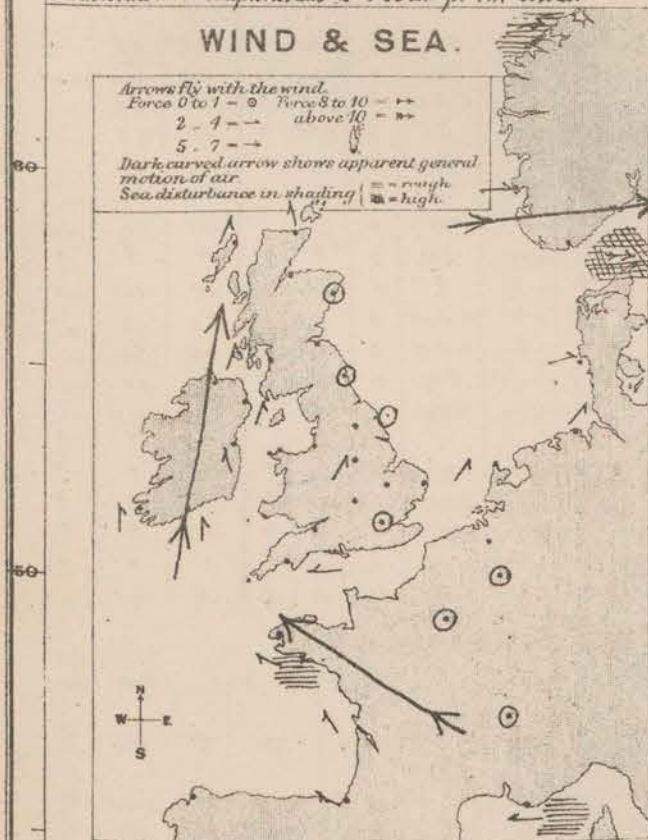 WIND & SEA.
Arrows fly with the wind.
Force 0 to 1 = Force 8 to 10 =
2 „ 4 = above 10 =
5 „ 7 =
Dark curved arrow shows apparent general
motion of air
Sea disturbance in shading { = rough
= high.
60
50
N
W E
S